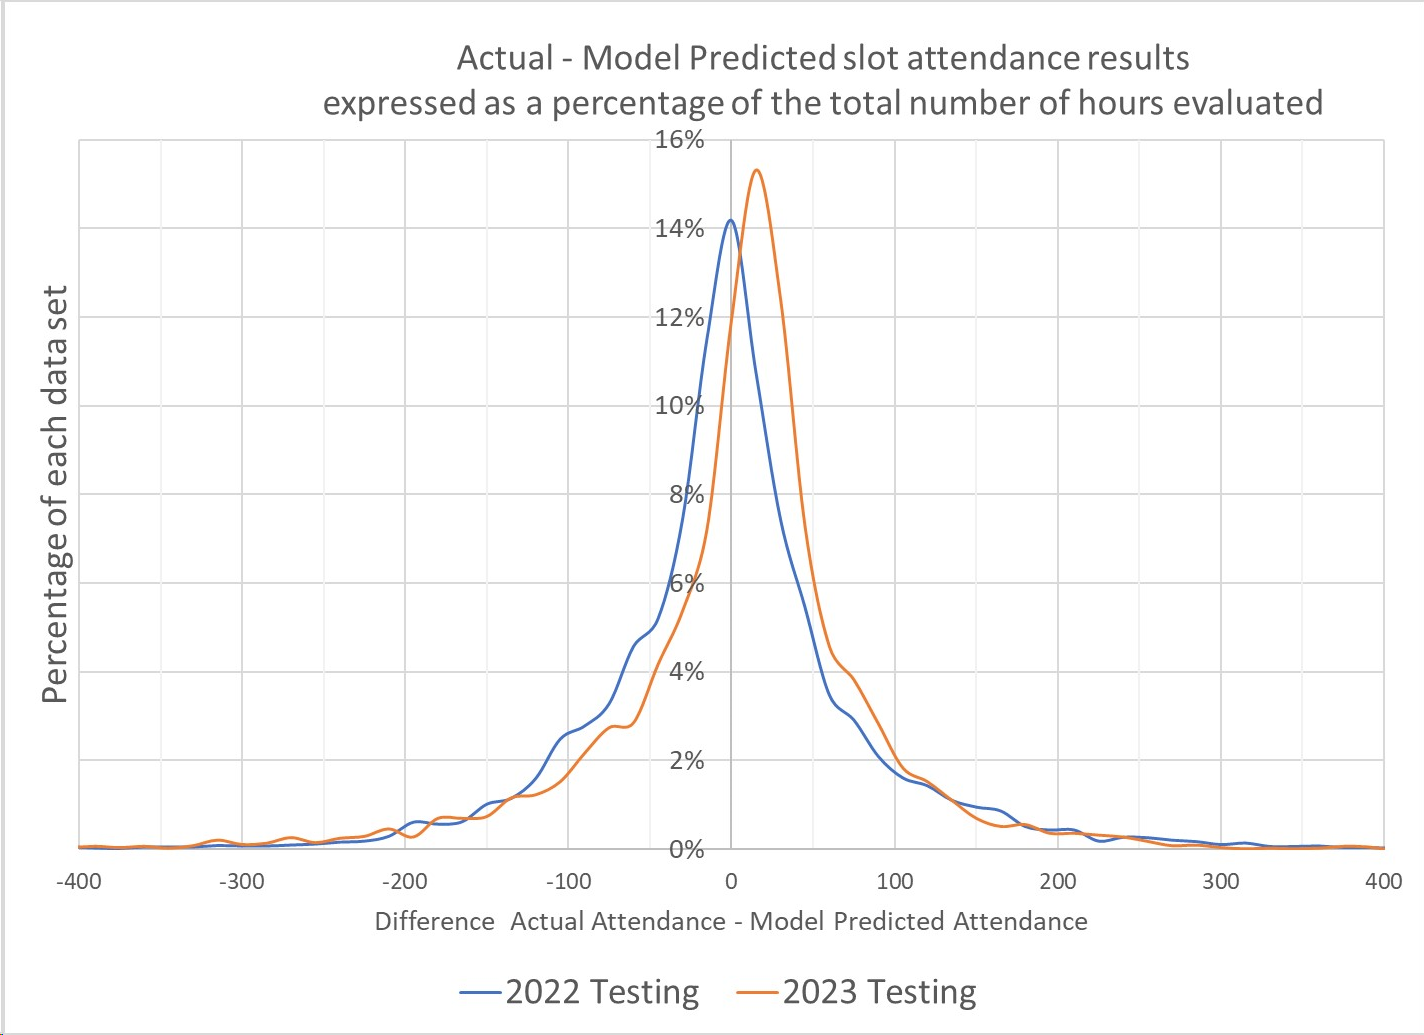 Actual - Model Predicted slot attendance results
expressed as a percentage of the total number of hours evaluated
16%
14%
12%
10%
8%
6%
4%
2%
0%
Percentage of each data set
-400 -300 -200 -100 0 100 200 300 400
Difference Actual Attendance - Model Predicted Attendance
2022 Testing 2023 Testing